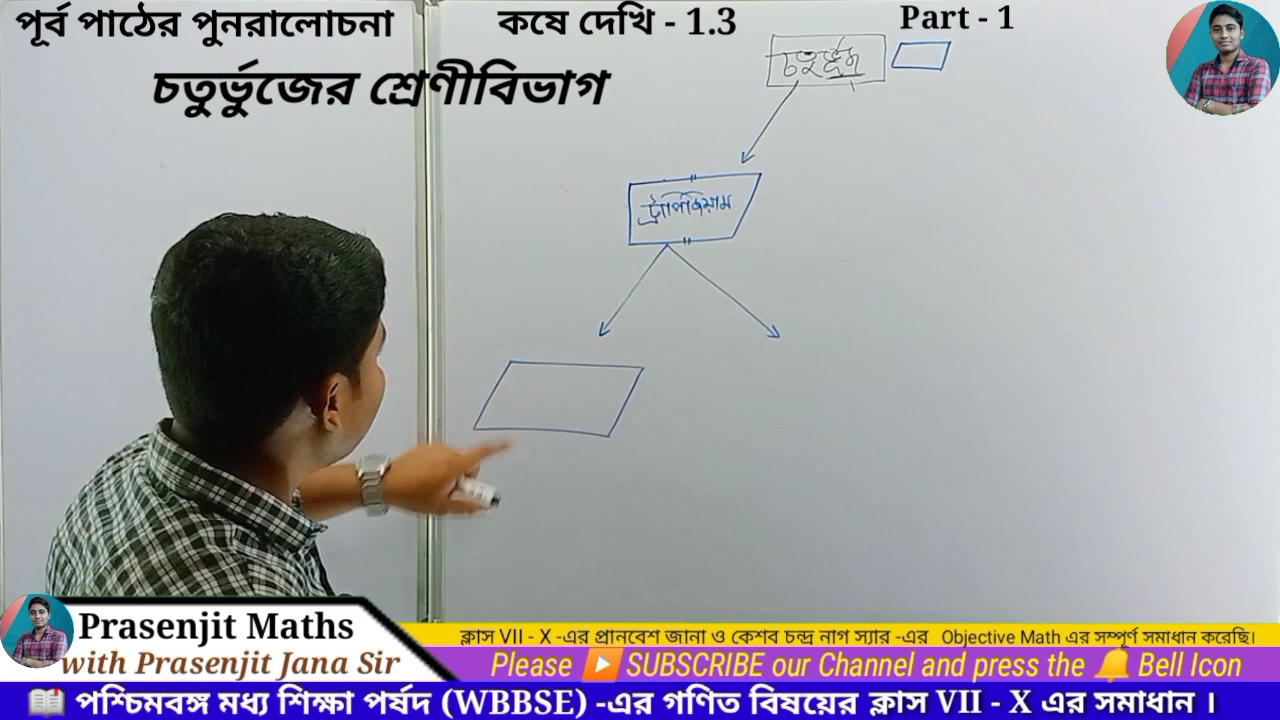 পূর্ব পাঠের পুনরালোচনা
কষে দেখি - 1.3
Part - 1
চতুর্ভুজের শ্রেণীবিভাগ
চতুর্ভুজ
ট্রাপিজিয়াম
Prasenjit Maths
with Prasenjit Jana Sir
ক্লাস VII - X -এর প্রানবেশ জানা ও কেশব চন্দ্র নাগ স্যার -এর Objective Math এর সম্পূর্ণ সমাধান করেছি।
Please ▶️ SUBSCRIBE our Channel and press the 🔔 Bell Icon
📖 পশ্চিমবঙ্গ মধ্য শিক্ষা পর্ষদ (WBBSE) -এর গণিত বিষয়ের ক্লাস VII - X এর সমাধান ।